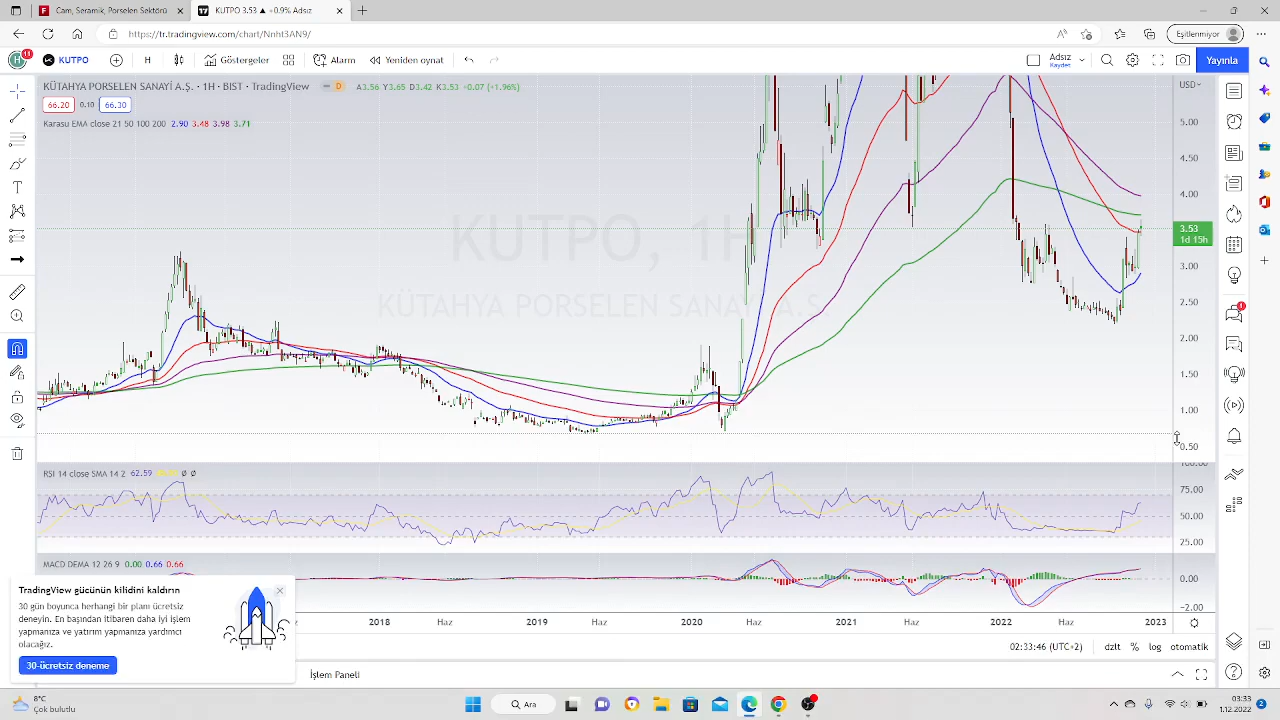 Cam, Seramik, Porselen Sektörü
KUTPO 3.53 ▲ +0.9% Adsız
https://tr.tradingview.com/chart/Nnht3AN9/
Eşitlenmiyor
11
KUTPO
H
Göstergeler
Alarm
Yeniden oynat
Adsız
Kaydet
Yayınla
KÜTAHYA PORSELEN SANAYİ A.Ş. · 1H · BIST · TradingView
D
A3.56 Y3.65 D3.42 K3.53 +0.07 (+1.96%)
USD
66.20 0.10 66.30
Karasu EMA close 21 50 100 200 2.90 3.48 3.98 3.71
5.00
4.50
4.00
3.53
1d 15h
3.00
2.50
2.00
1.50
1.00
0.50
KUTPO, 1H
KÜTAHYA PORSELEN SANAYİ A.Ş.
100.00
RSI 14 close SMA 14 2 62.59
75.00
50.00
25.00
MACD DEMA 12 26 9 0.00 0.66 0.66
0.00
-2.00
TradingView gücünün kilidini kaldırın
30 gün boyunca herhangi bir planı ücretsiz
deneyin. En başından itibaren daha iyi işlem
yapmanıza ve yatırım yapmanıza yardımcı
olacağız.
30-ücretsiz deneme
2018 Haz 2019 Haz 2020 Haz 2021 Haz 2022 Haz 2023
02:33:46 (UTC+2)
dzlt % log otomatik
İşlem Paneli
8°C
Çok bulutlu
Ara
03:33
1.12.2022
2